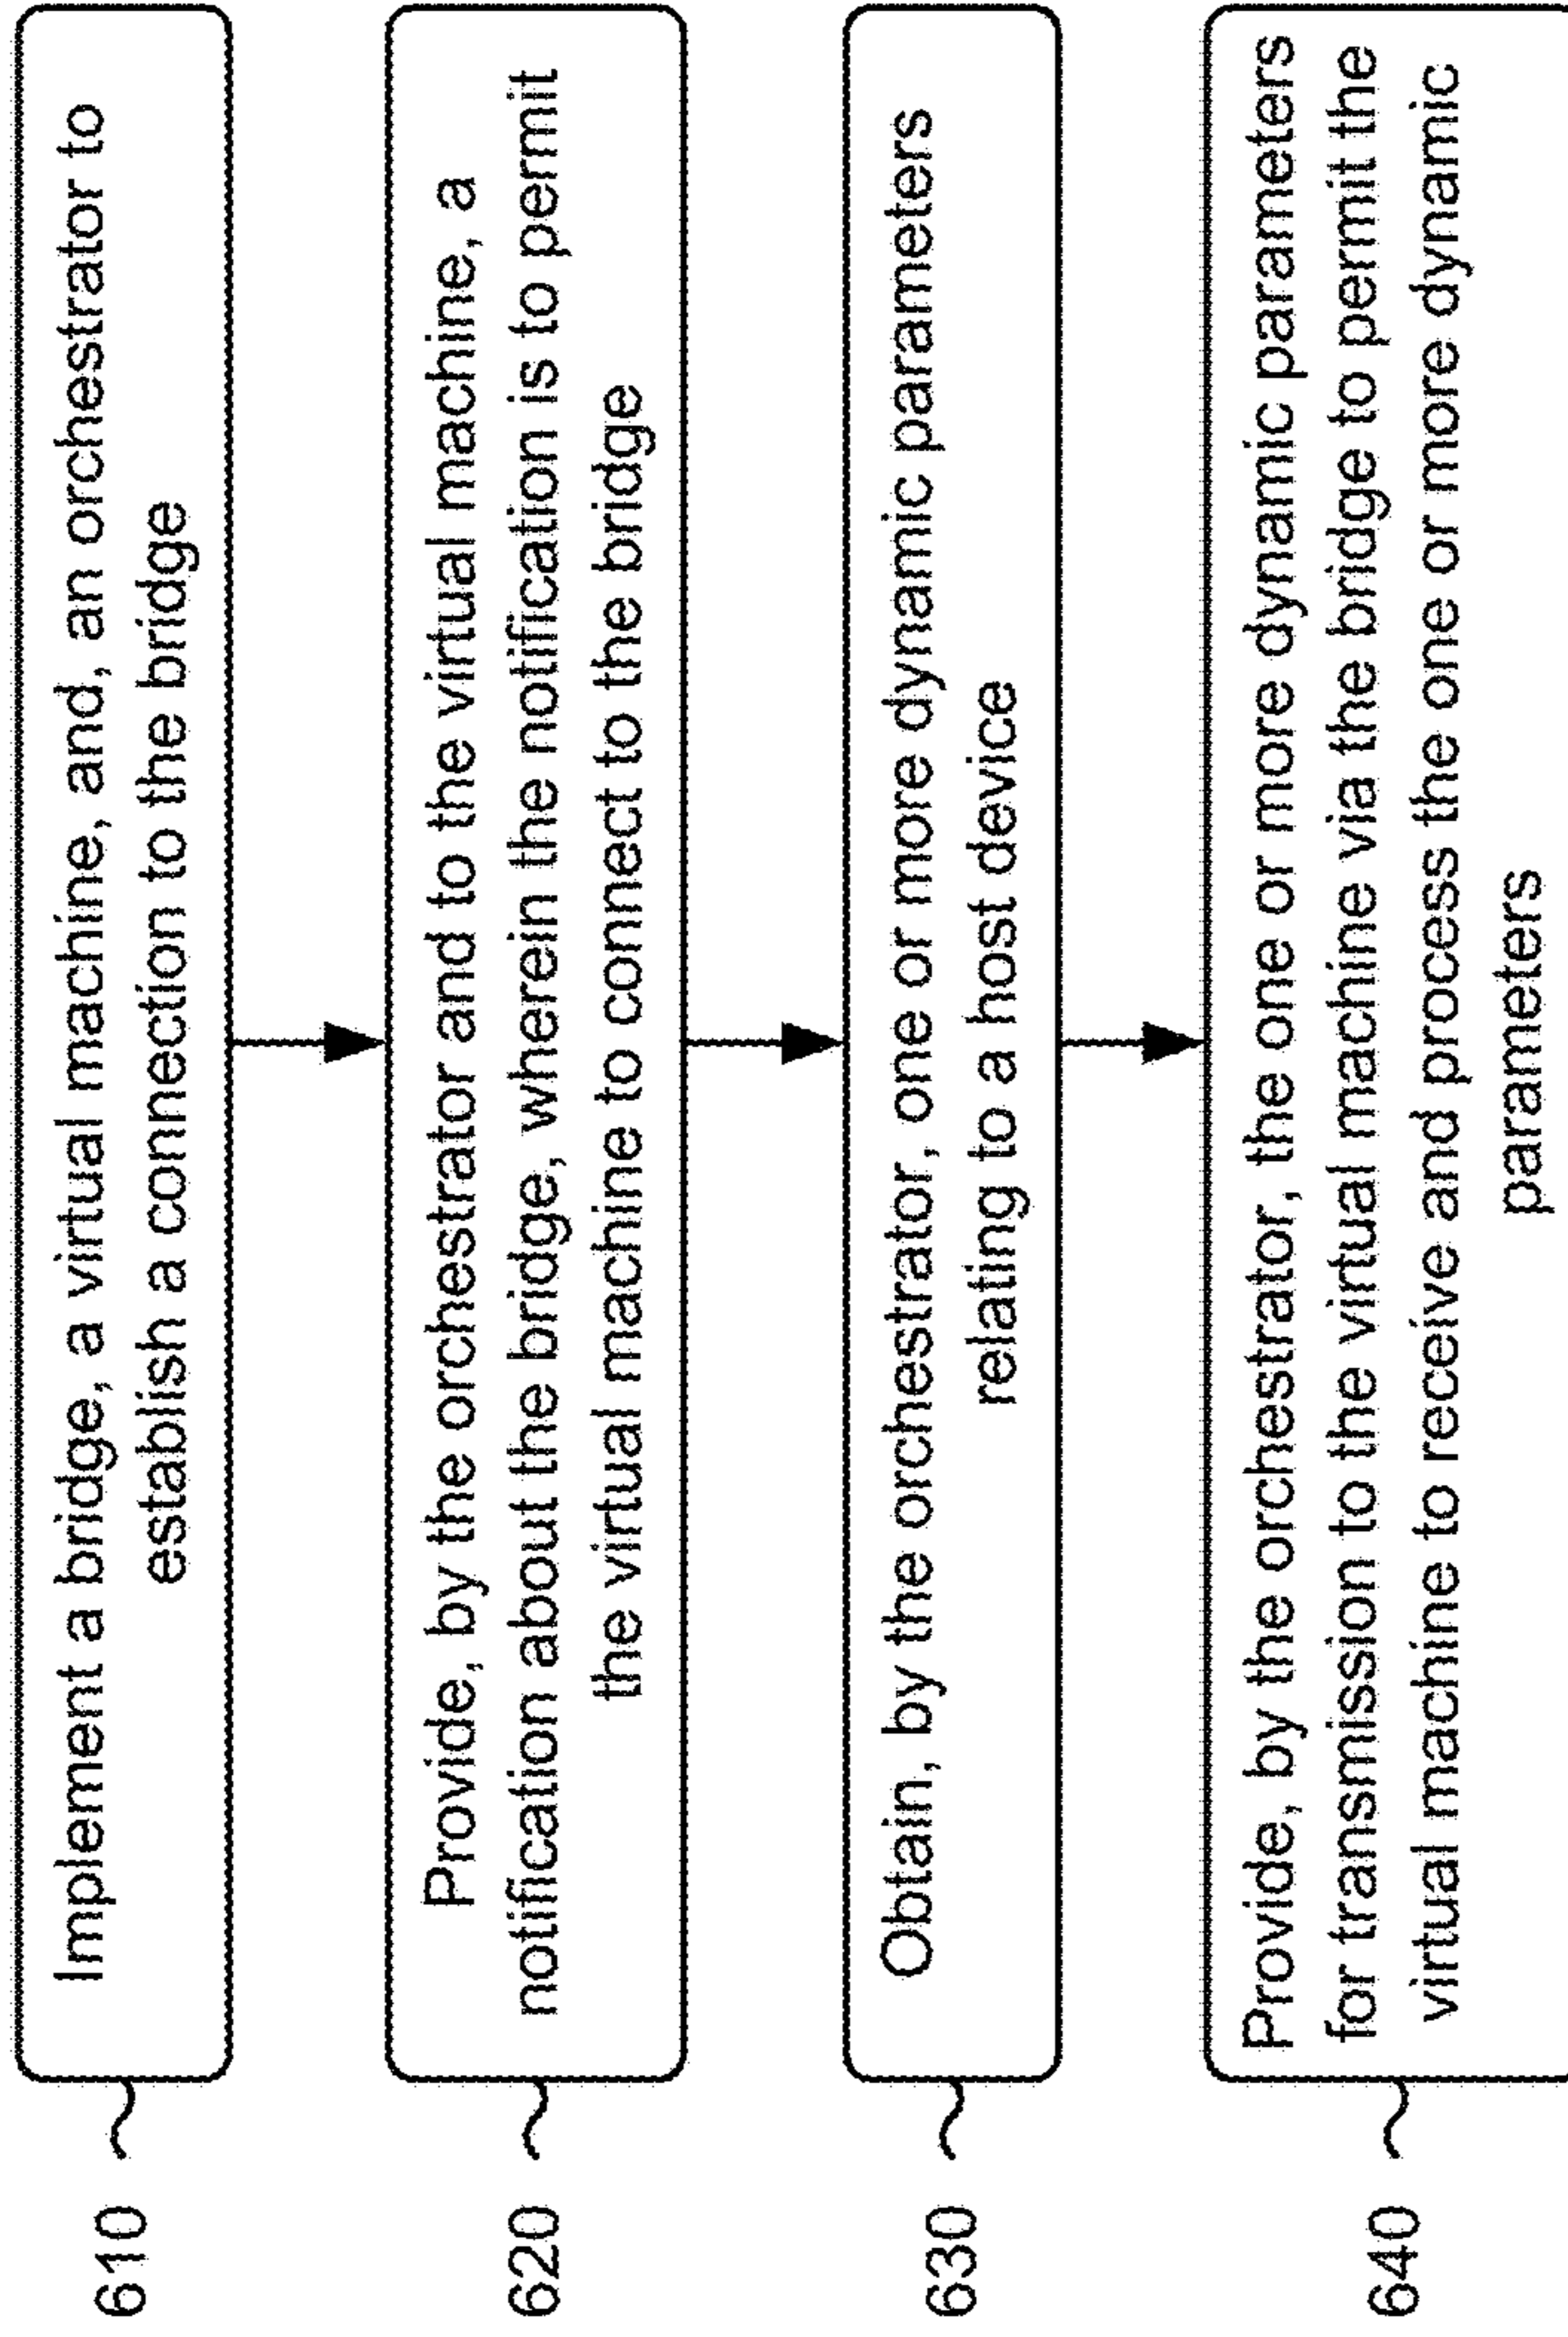 610
Implement a bridge, a virtual machine, and, an orchestrator to
establish a connection to the bridge
620
Provide, by the orchestrator and to the virtual machine, a
notification about the bridge, wherein the notification is to permit
the virtual machine to connect to the bridge
630
Obtain, by the orchestrator, one or more dynamic parameters
relating to a host device
640
Provide, by the orchestrator, the one or more dynamic parameters
for transmission to the virtual machine via the bridge to permit the
virtual machine to receive and process the one or more dynamic
parameters